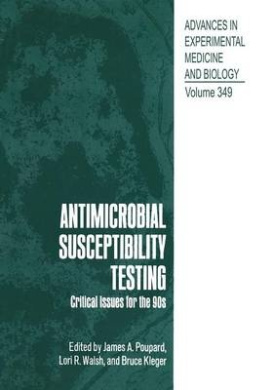 ADVANCES IN
EXPERIMENTAL
MEDICINE
AND BIOLOGY
Volume 349
ANTIMICROBIAL
SUSCEPTIBILITY
TESTING
Critical Issues for the 90s
Edited by James A. Poupard,
Lori R. Walsh, and Bruce Kleger